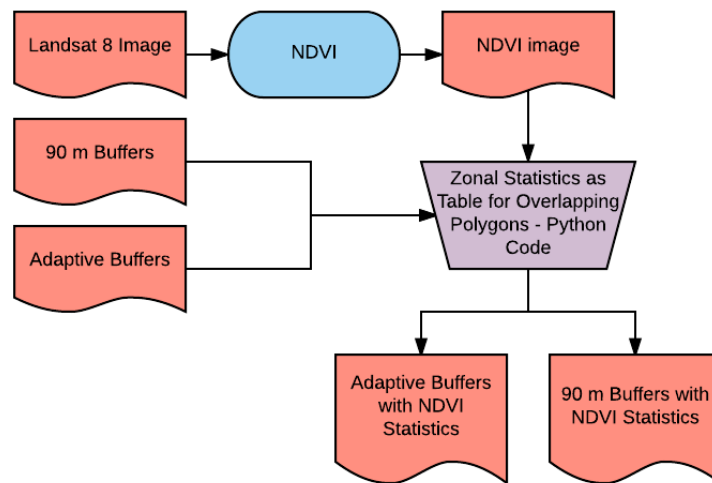 Landsat 8 Image
NDVI
NDVI image
90 m Buffers
Adaptive Buffers
Zonal Statistics as
Table for Overlapping
Polygons - Python
Code
Adaptive Buffers
with NDVI
Statistics
90 m Buffers with
NDVI Statistics